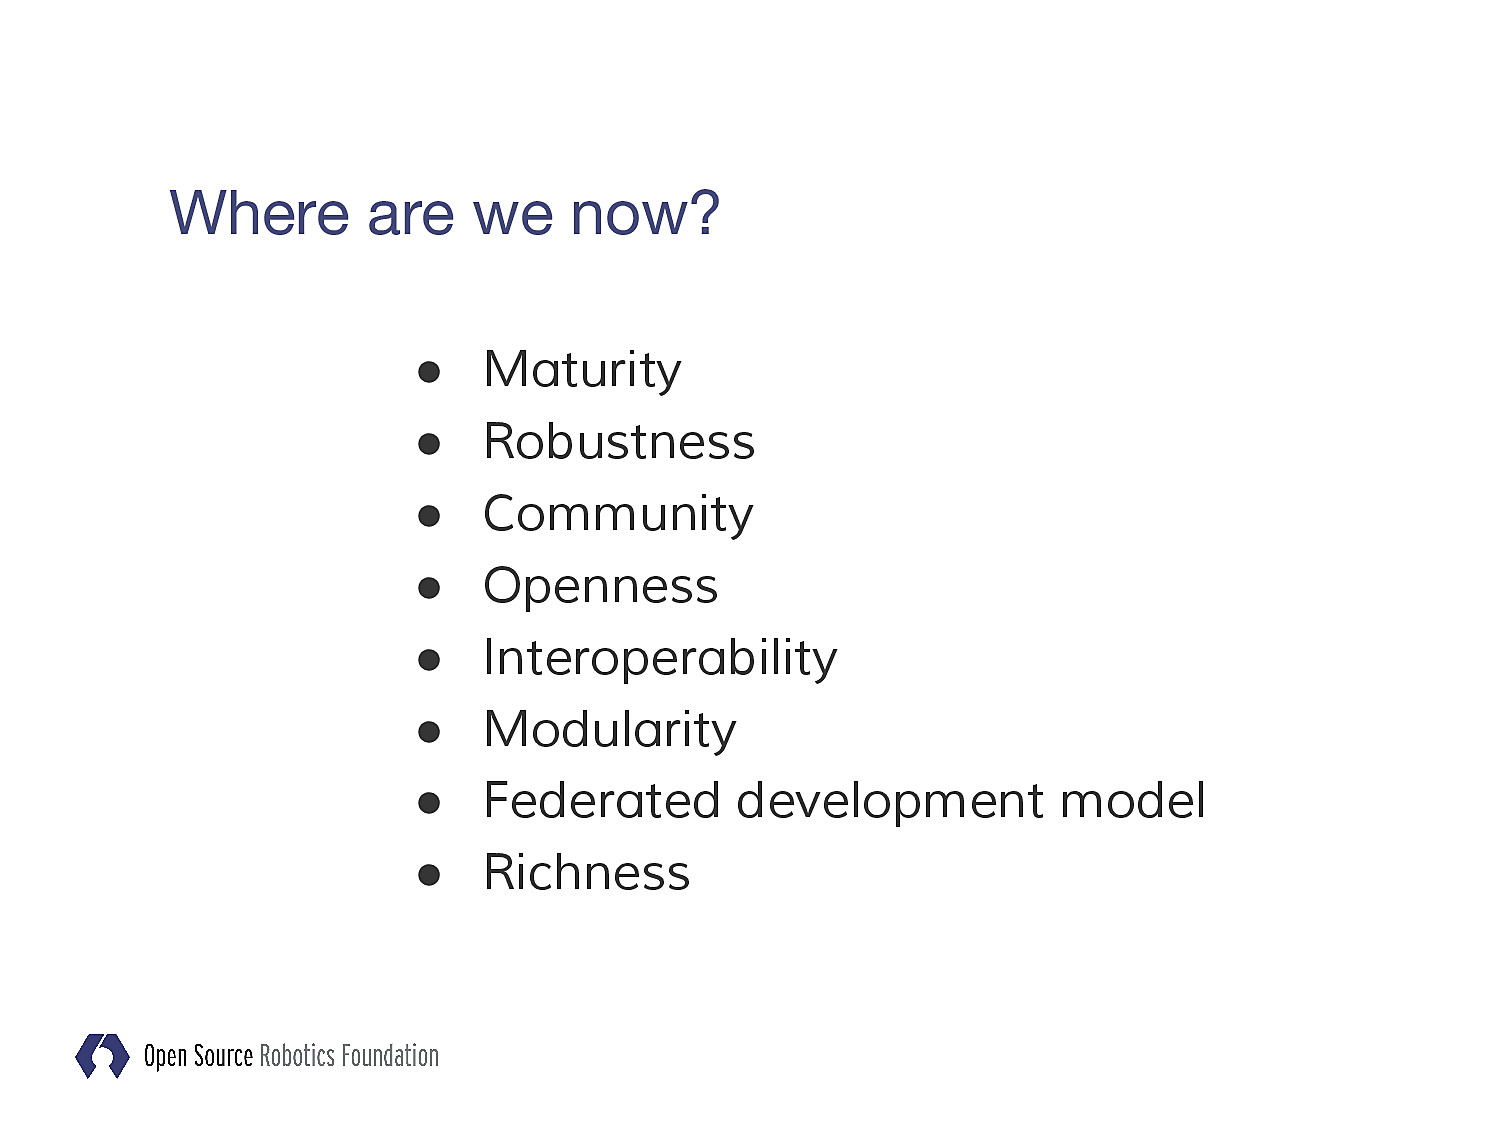 Where are we now?
● Maturity
● Robustness
● Community
● Openness
● Interoperability
● Modularity
● Federated development model
● Richness
Open Source Robotics Foundation